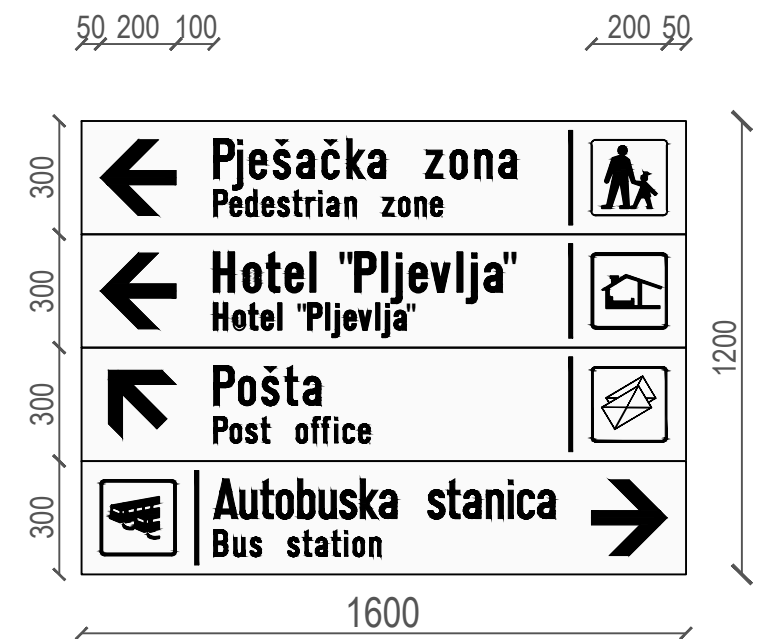 50 200 100 200 50
300
Pješačka zona
Pedestrian zone
300
Hotel "Pljevlja"
Hotel "Pljevlja"
1200
300
Pošta
Post office
300
Autobuska stanica
Bus station
1600